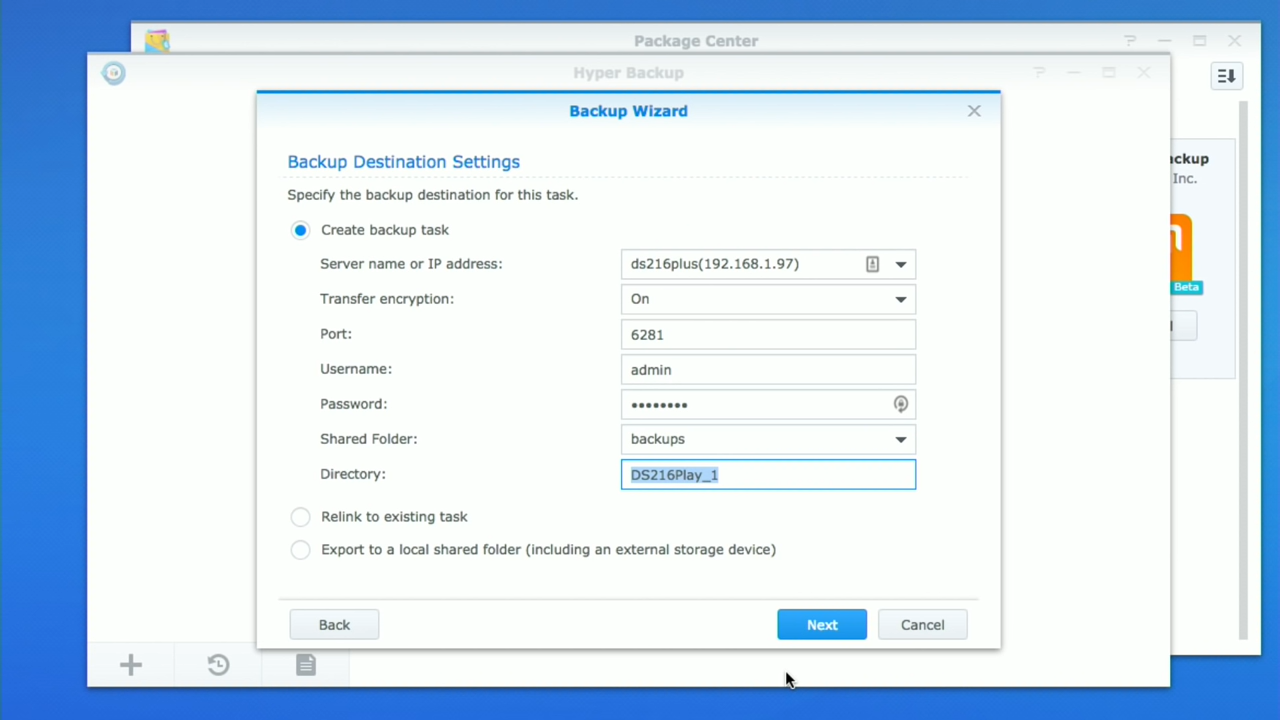 Package Center
Hyper Backup
Backup Wizard
Backup Destination Settings
Specify the backup destination for this task.
Create backup task
Server name or IP address: ds216plus(192.168.1.97)
Transfer encryption: On
Port: 6281
Username: admin
Password: ••••••••
Shared Folder: backups
Directory: DS216Play_1
Relink to existing task
Export to a local shared folder (including an external storage device)
Back Next Cancel
ackup
Inc.
Beta